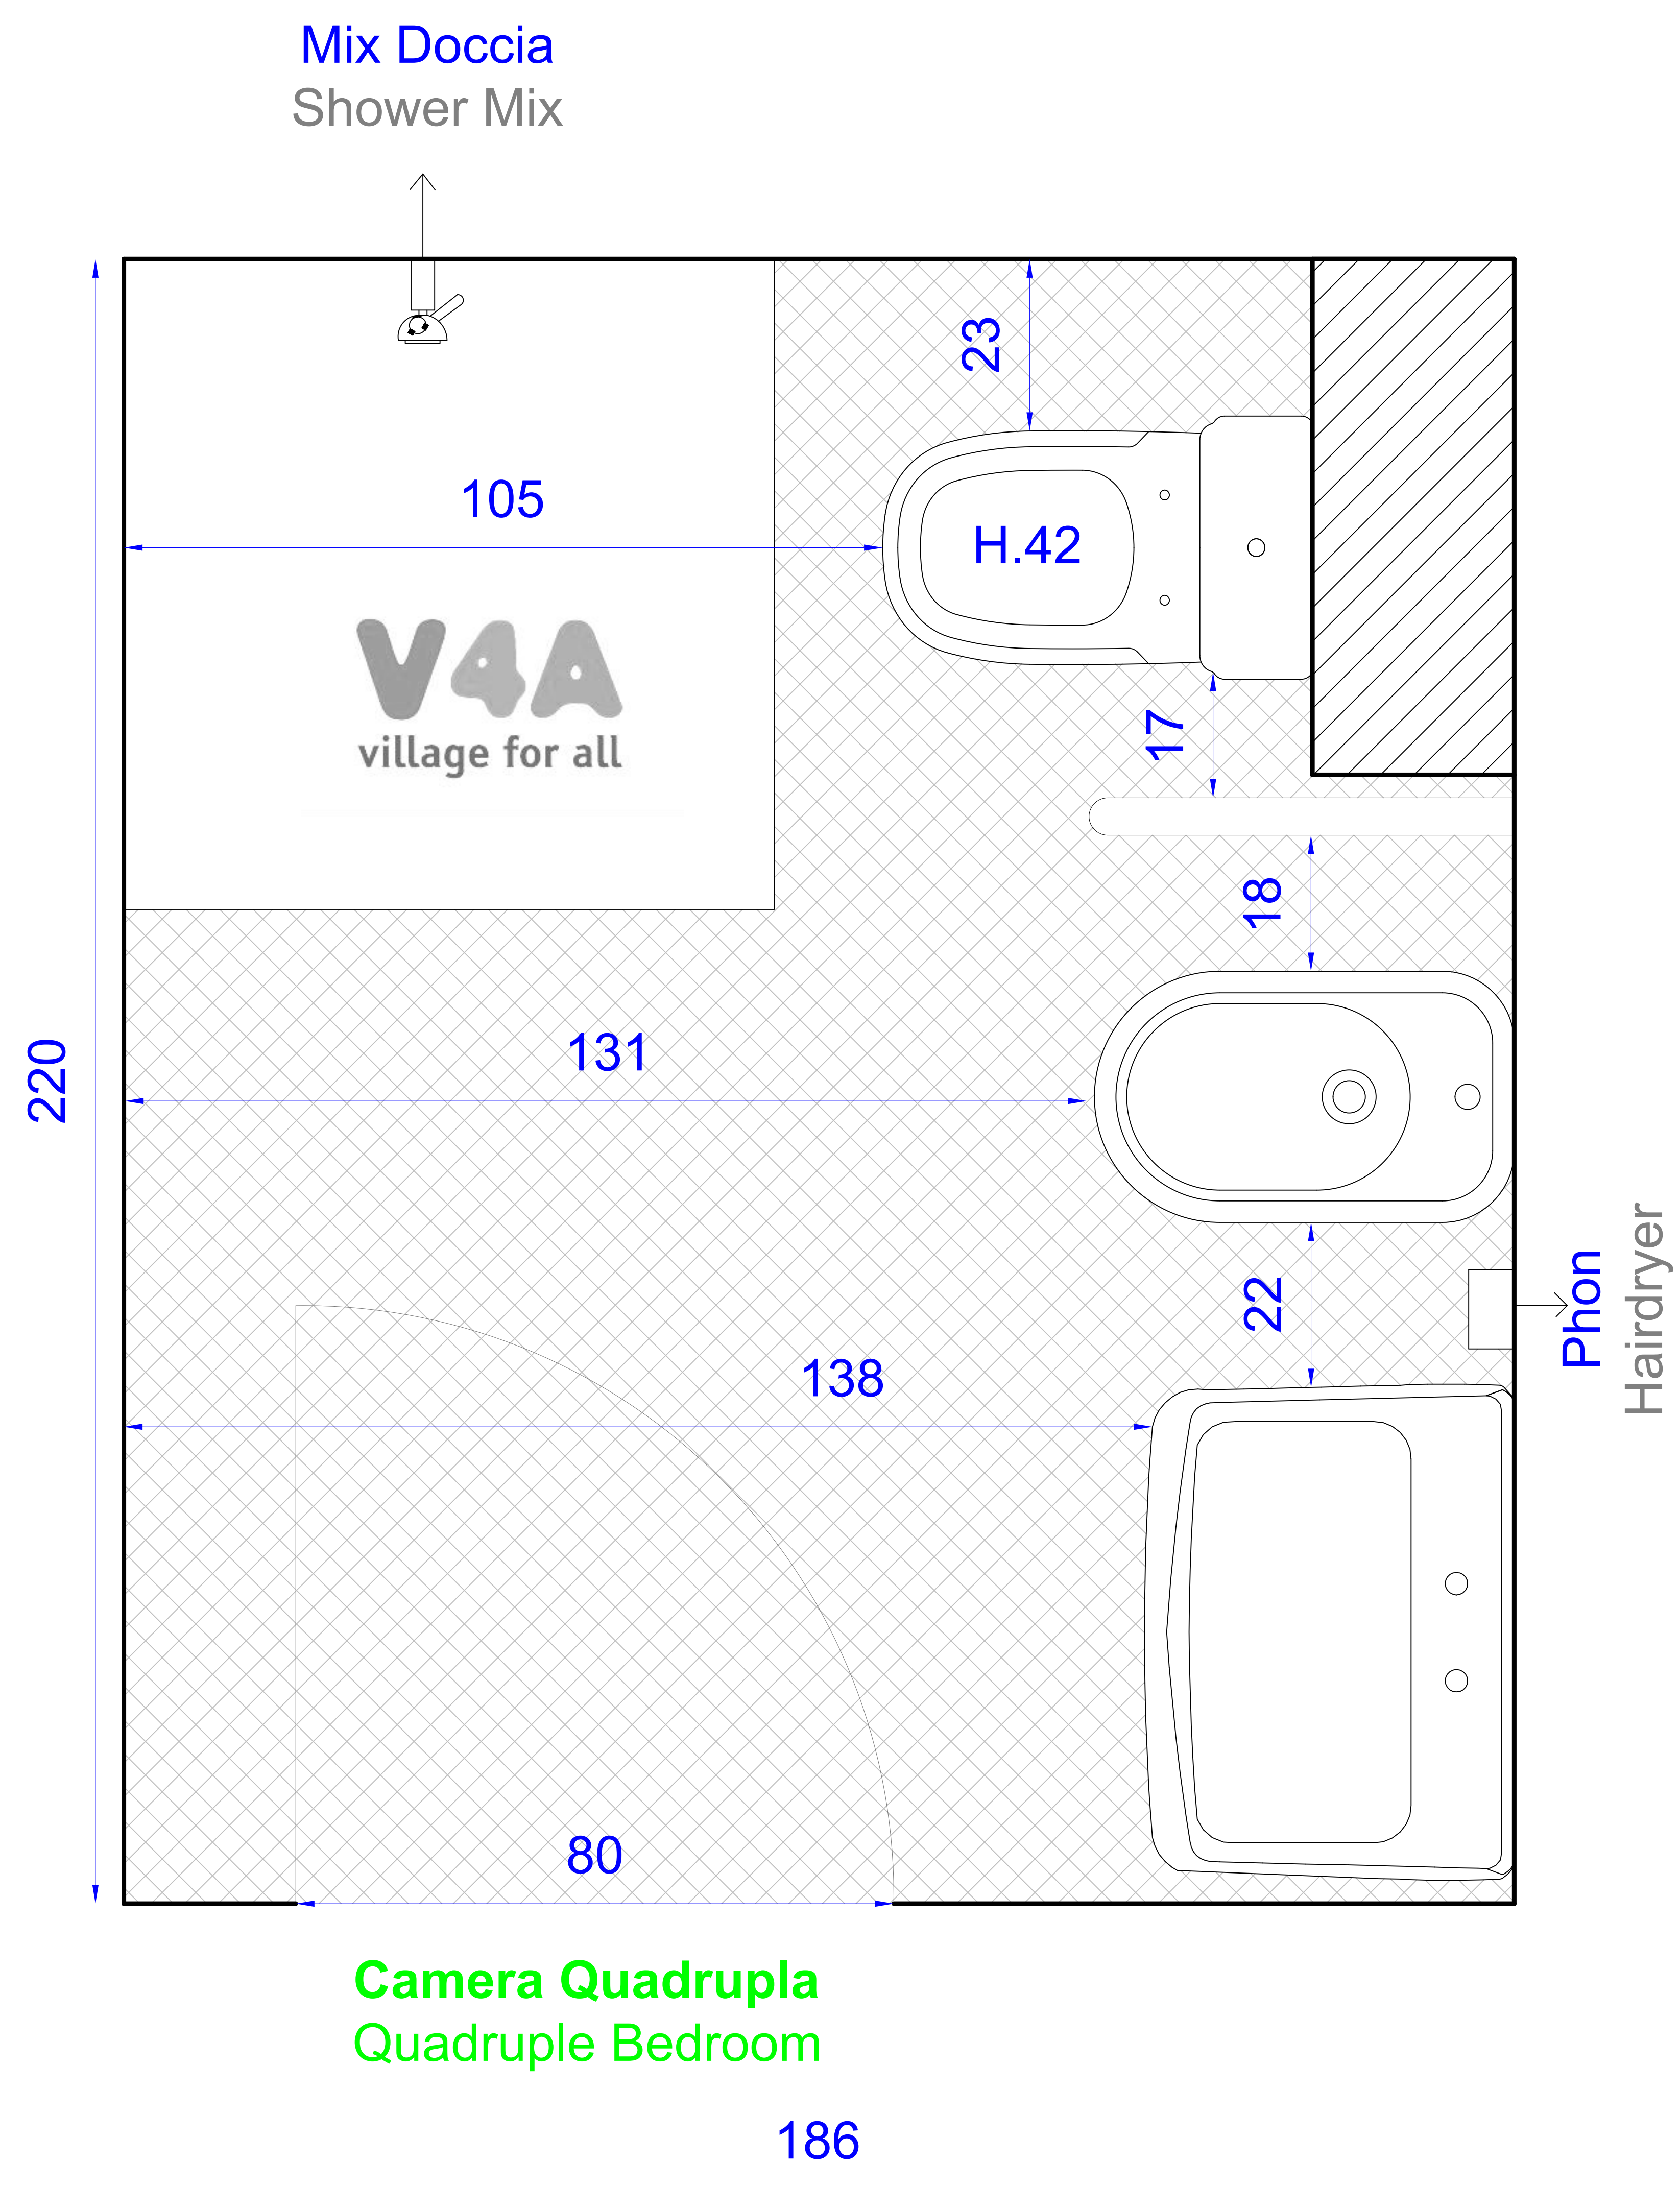 Mix Doccia
Shower Mix
23
105
H.42
V4A
village for all
17
18
131
220
22
Phon
Hairdryer
138
80
Camera Quadrupla
Quadruple Bedroom
186